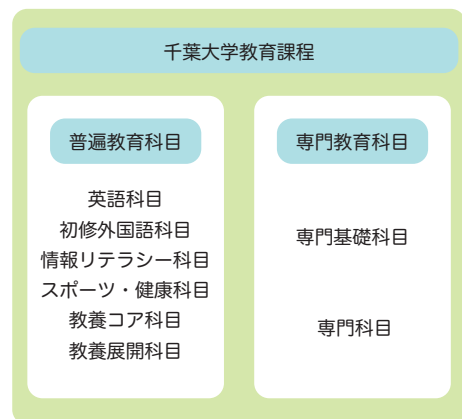 千葉大学教育課程
普遍教育科目
英語科目
初修外国語科目
情報リテラシー科目
スポーツ・健康科目
教養コア科目
教養展開科目
専門教育科目
専門基礎科目
専門科目